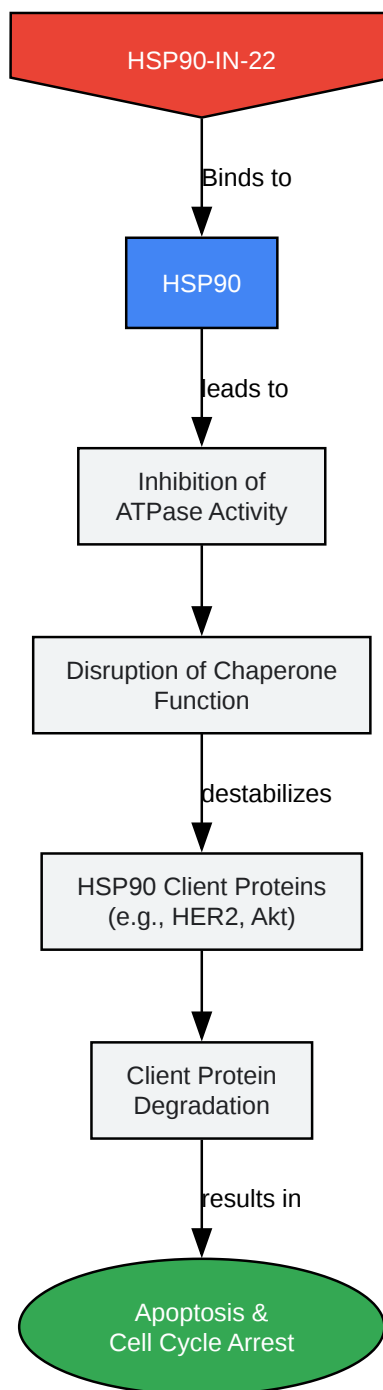 HSP90-IN-22
Binds to
HSP90
leads to
Inhibition of
ATPase Activity
Disruption of Chaperone
Function
destabilizes
HSP90 Client Proteins
(e.g., HER2, Akt)
Client Protein
Degradation
results in
Apoptosis &
Cell Cycle Arrest